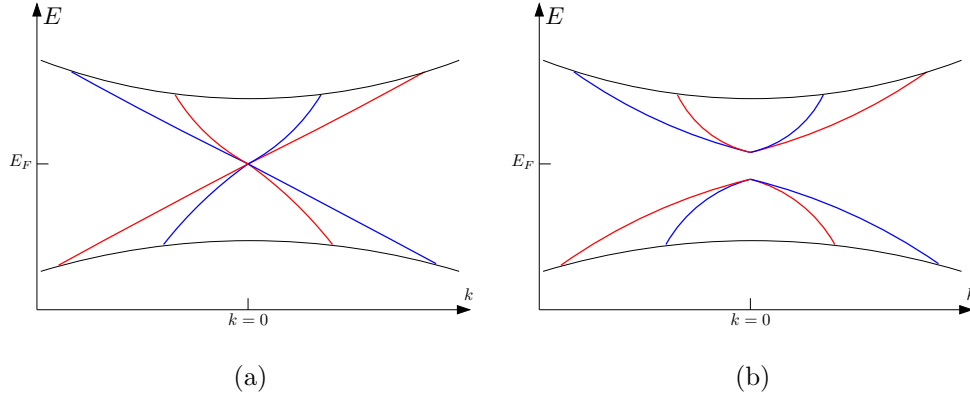 E
E
E_F
E_F
k
k = 0
k = 0
(a)
(b)